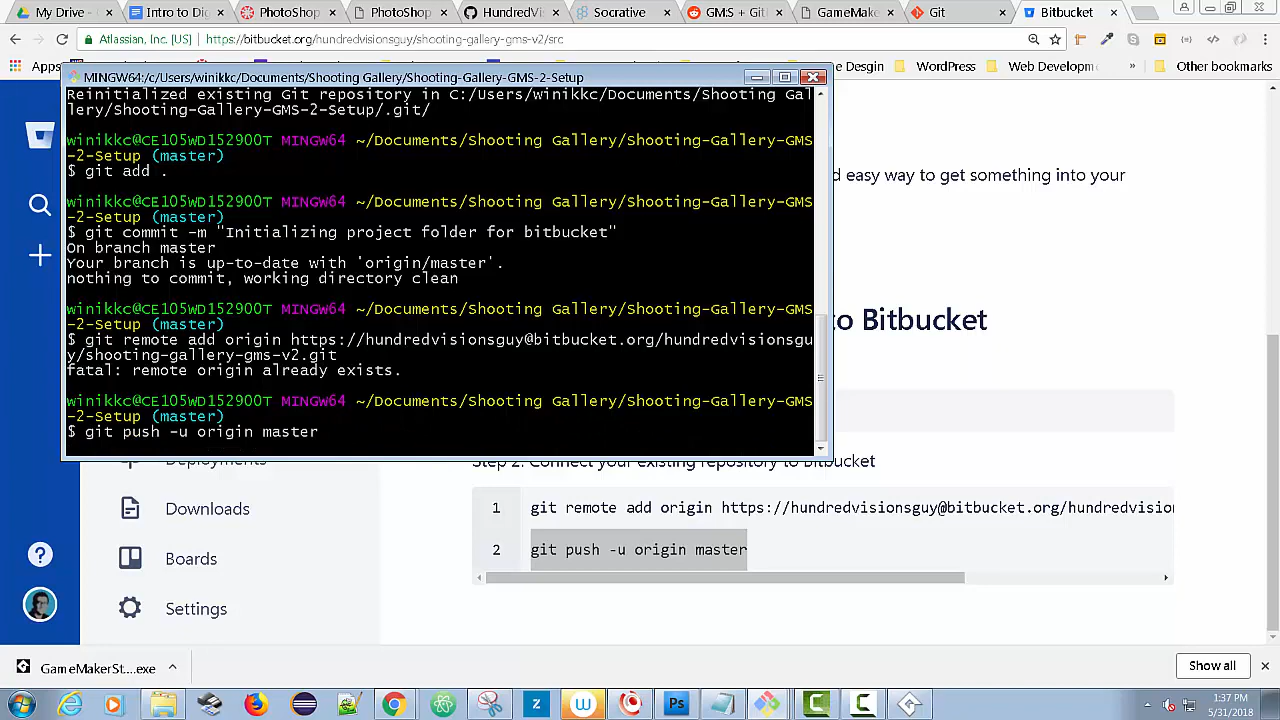 My Drive -
Intro to Dig
PhotoShop
PhotoShop
HundredVis
Socrative
GMS + Git
GameMake
Git
Bitbucket
Atlassian, Inc. [US]
https://bitbucket.org/hundredvisionsguy/shooting-gallery-gms-v2/src
Apps
Desgin
WordPress
Web Developm
»
Other bookmarks
MINGW64:/c/Users/winikkc/Documents/Shooting Gallery/Shooting-Gallery-GMS-2-Setup
Reinitialized existing Git repository in C:/Users/winikkc/Documents/Shooting Gal
lery/Shooting-Gallery-GMS-2-Setup/.git/
winikkc@CE105WD152900T MINGW64 ~/Documents/Shooting Gallery/Shooting-Gallery-GMS
-2-Setup (master)
$ git add .
winikkc@CE105WD152900T MINGW64 ~/Documents/Shooting Gallery/Shooting-Gallery-GMS
-2-Setup (master)
$ git commit -m "Initializing project folder for bitbucket"
On branch master
Your branch is up-to-date with 'origin/master'.
nothing to commit, working directory clean
winikkc@CE105WD152900T MINGW64 ~/Documents/Shooting Gallery/Shooting-Gallery-GMS
-2-Setup (master)
$ git remote add origin https://hundredvisionsguy@bitbucket.org/hundredvisionsgu
y/shooting-gallery-gms-v2.git
fatal: remote origin already exists.
winikkc@CE105WD152900T MINGW64 ~/Documents/Shooting Gallery/Shooting-Gallery-GMS
-2-Setup (master)
$ git push -u origin master
d easy way to get something into your
to Bitbucket
Step 2: Connect your existing repository to Bitbucket
1 git remote add origin https://hundredvisionsguy@bitbucket.org/hundredvision
2 git push -u origin master
Deployments
Downloads
Boards
Settings
GameMakerSt....exe
Show all
1:37 PM
5/31/2018